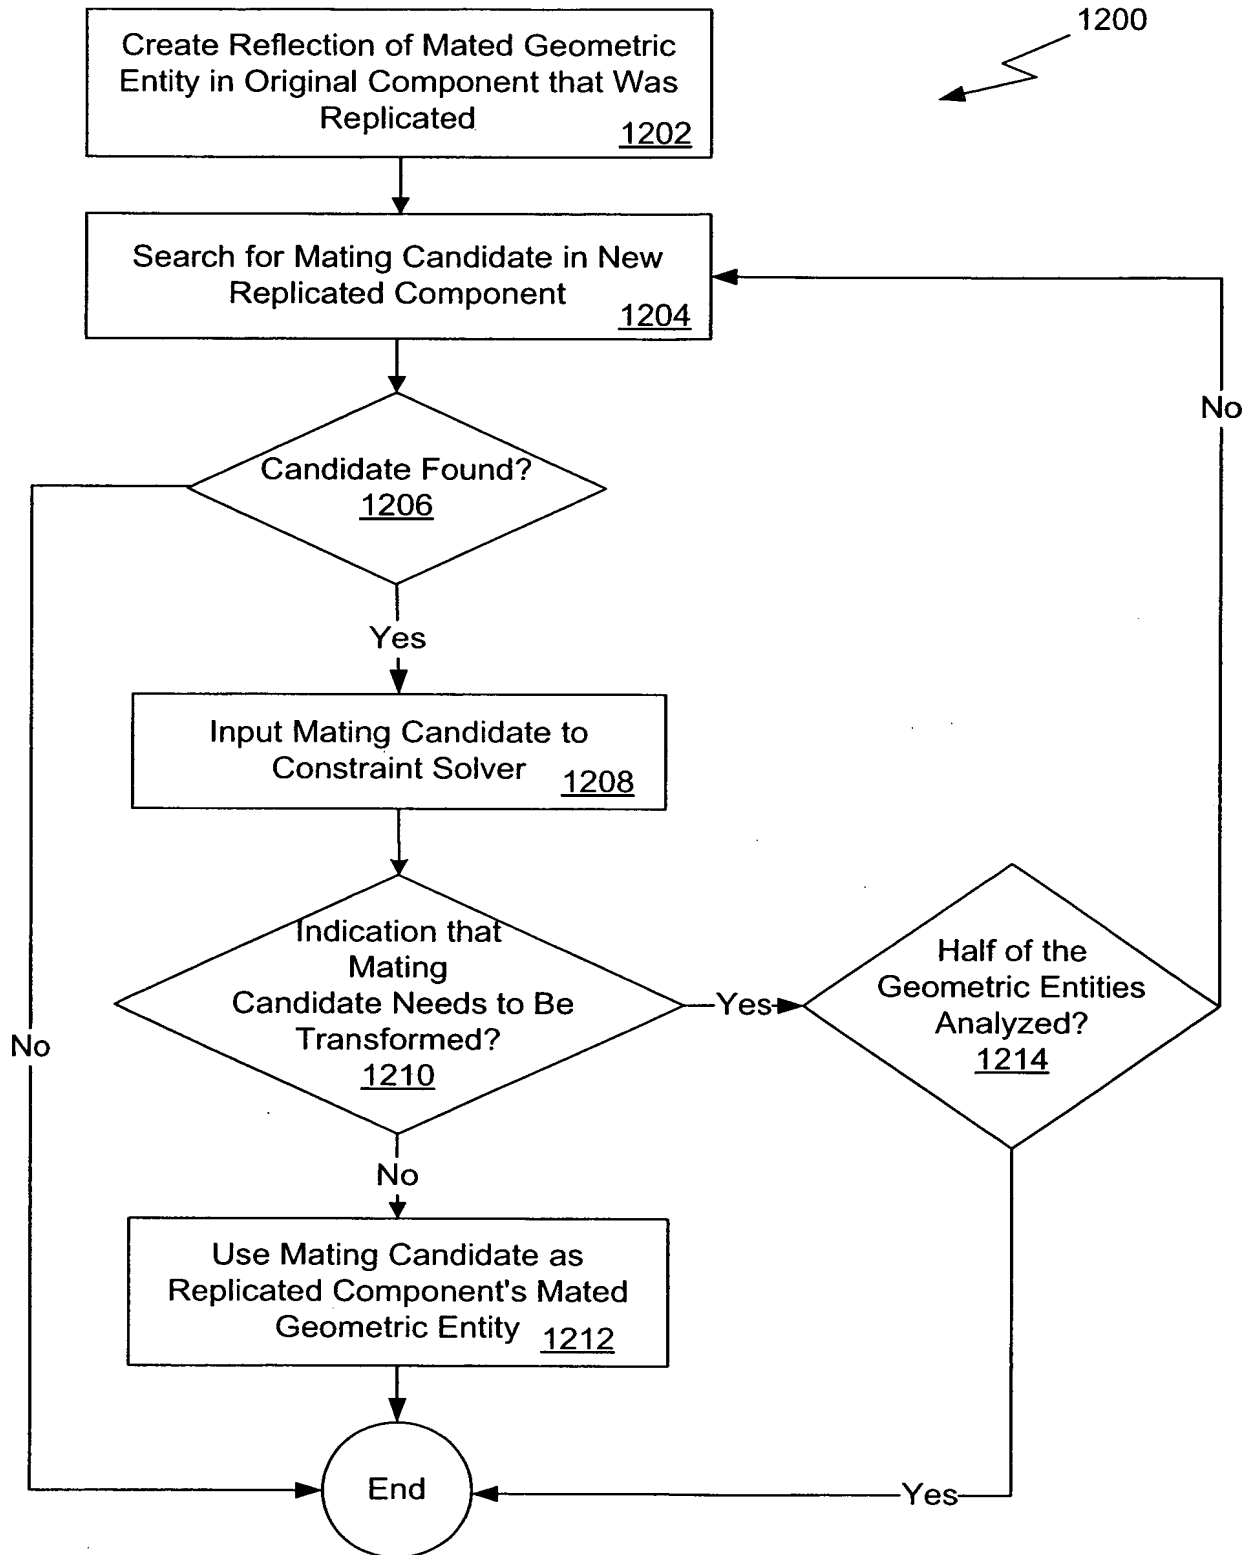 1200
Create Reflection of Mated Geometric
Entity in Original Component that Was
Replicated
1202
Search for Mating Candidate in New
Replicated Component
1204
No
Candidate Found?
1206
Yes
Input Mating Candidate to
Constraint Solver
1208
Indication that
Mating
Candidate Needs to Be
Transformed?
1210
Yes
Half of the
Geometric Entities
Analyzed?
1214
No
No
Use Mating Candidate as
Replicated Component's Mated
Geometric Entity
1212
End
Yes